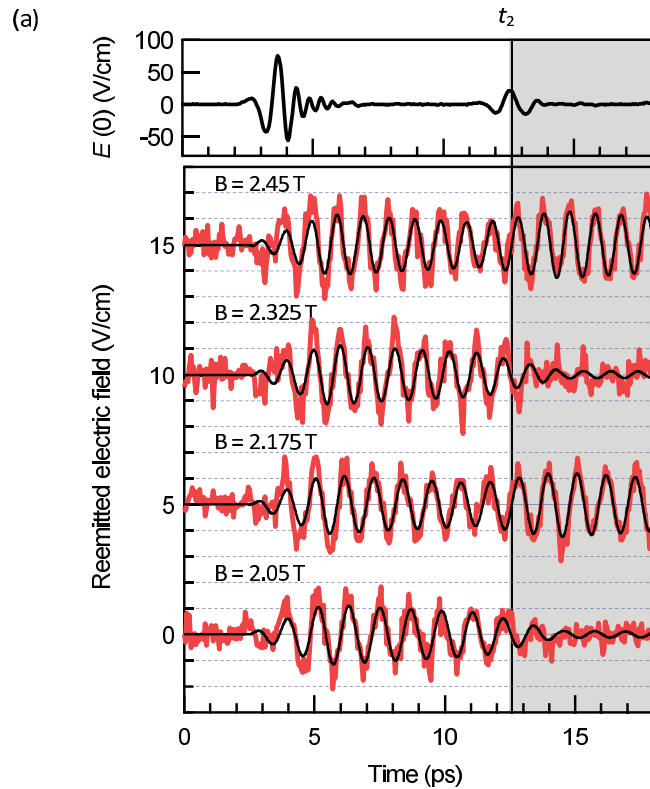 (a)
t₂
100
50
0
-50
E (0) (V/cm)
B = 2.45 T
15
B = 2.325 T
10
B = 2.175 T
5
B = 2.05 T
0
Reemitted electric field (V/cm)
0 5 10 15
Time (ps)